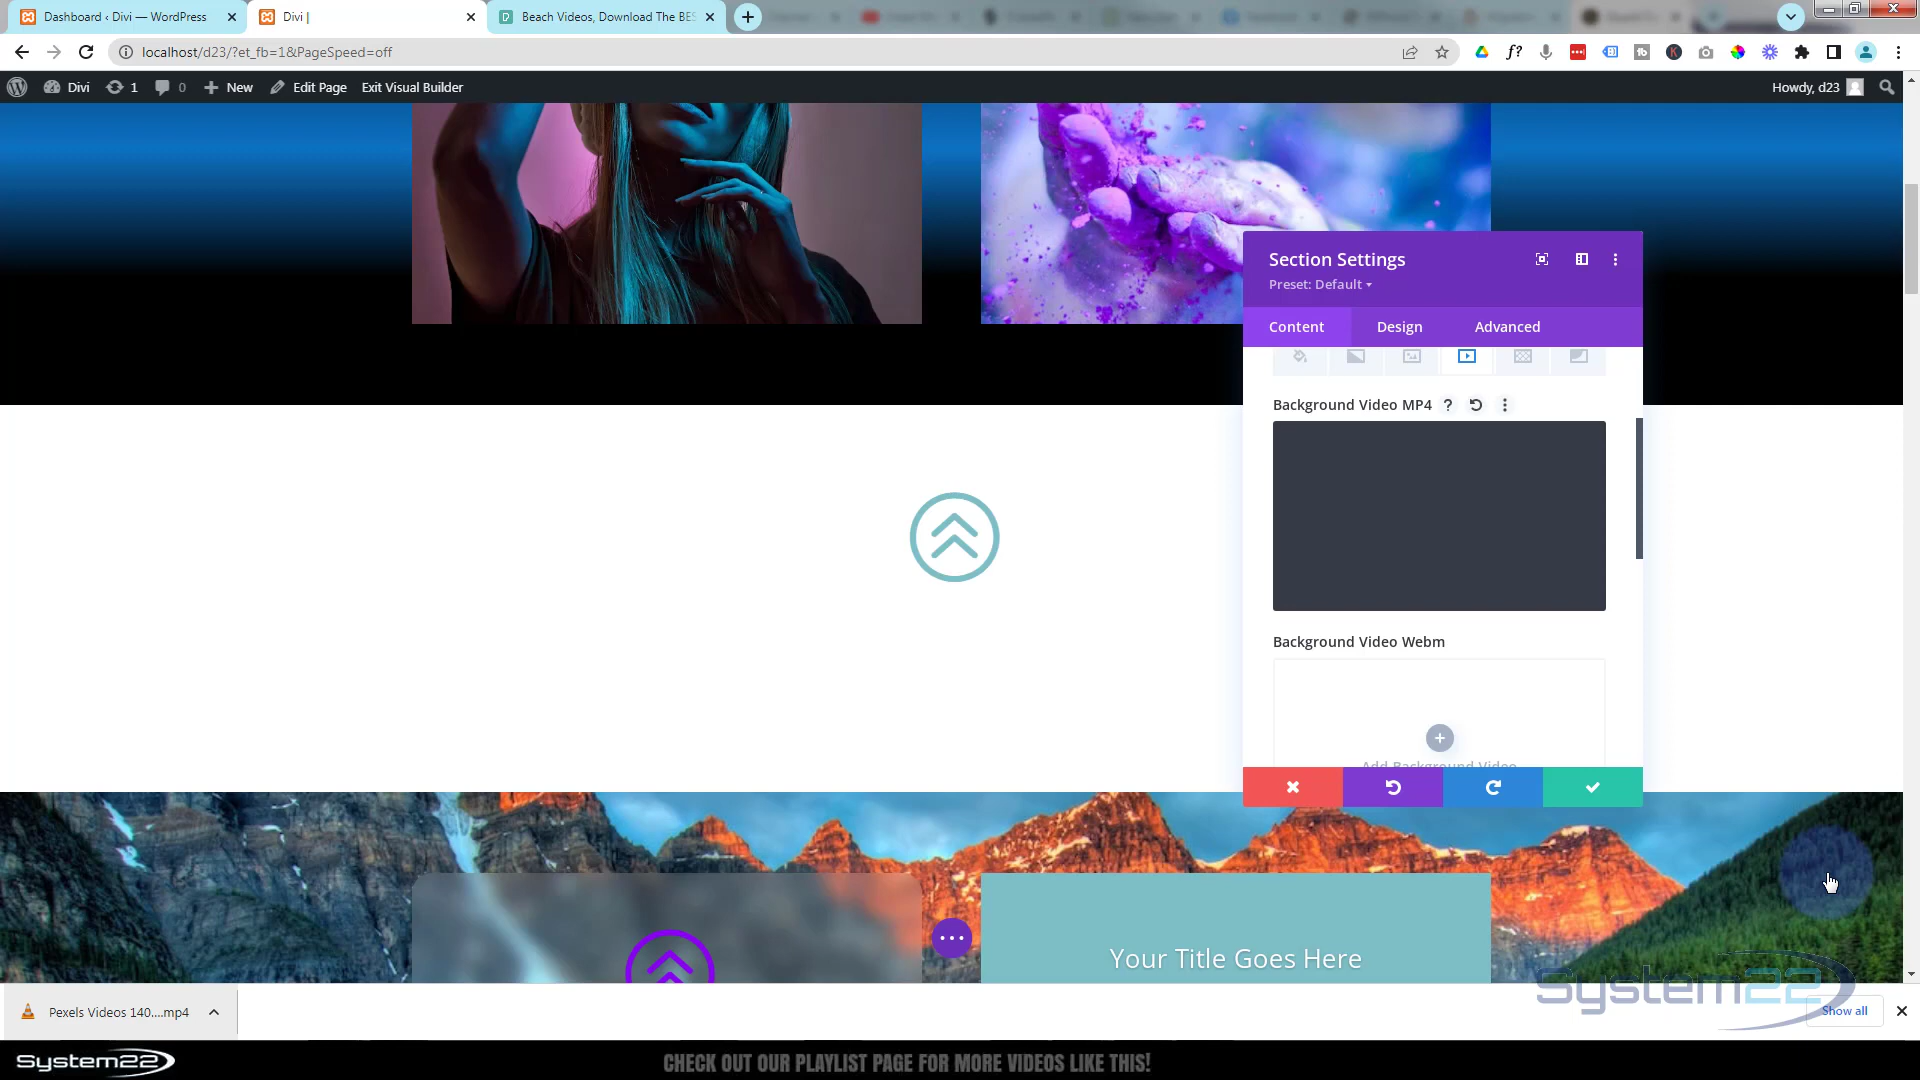 Dashboard ‹ Divi — WordPress
Divi |
Beach Videos, Download The BES
localhost/d23/?et_fb=1&PageSpeed=off
f?
Divi
1
0
New
Edit Page
Exit Visual Builder
Howdy, d23
Section Settings
Preset: Default
Content
Design
Advanced
Background Video MP4
Background Video Webm
Add Background Video
Your Title Goes Here
System22
Pexels Videos 140....mp4
Show all
System22
CHECK OUT OUR PLAYLIST PAGE FOR MORE VIDEOS LIKE THIS!